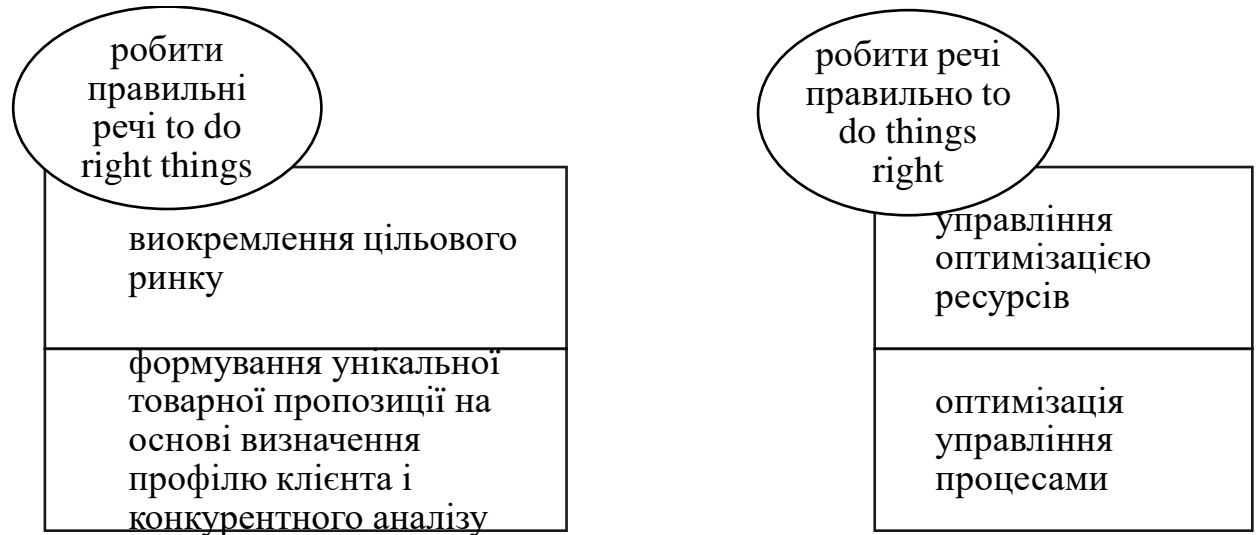 робити
правильні
речі to do
right things
виокремлення цільового
ринку
формування унікальної
товарної пропозиції на
основі визначення
профілю клієнта і
конкурентного аналізу
робити речі
правильно to
do things
right
управління
оптимізацією
ресурсів
оптимізація
управління
процесами